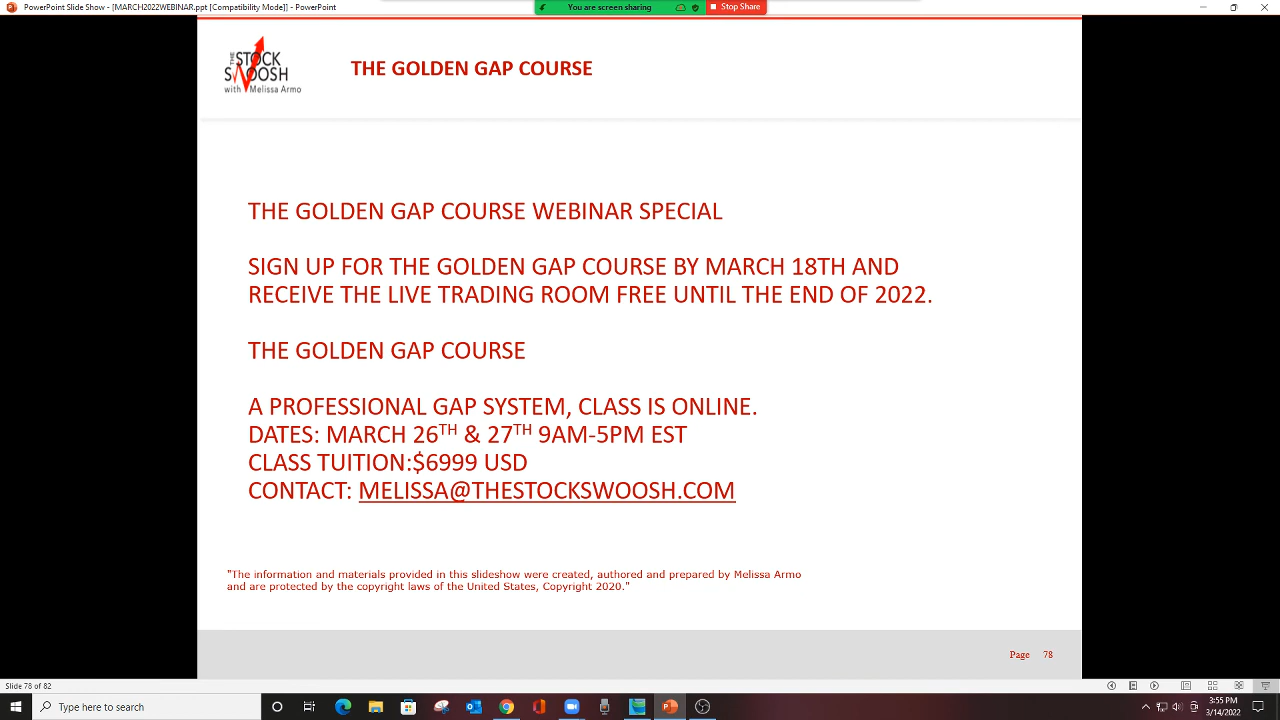 PowerPoint Slide Show - [MARCH2022WEBINAR.ppt [Compatibility Mode]] - PowerPoint
You are screen sharing
Stop Share
THE STOCK SWOOSH
with Melissa Armo
THE GOLDEN GAP COURSE
THE GOLDEN GAP COURSE WEBINAR SPECIAL
SIGN UP FOR THE GOLDEN GAP COURSE BY MARCH 18TH AND
RECEIVE THE LIVE TRADING ROOM FREE UNTIL THE END OF 2022.
THE GOLDEN GAP COURSE
A PROFESSIONAL GAP SYSTEM, CLASS IS ONLINE.
DATES: MARCH 26TH & 27TH 9AM-5PM EST
CLASS TUITION:$6999 USD
CONTACT: MELISSA@THESTOCKSWOOSH.COM
"The information and materials provided in this slideshow were created, authored and prepared by Melissa Armo
and are protected by the copyright laws of the United States, Copyright 2020."
Page 78
Slide 78 of 82
Type here to search
3:55 PM
3/14/2022